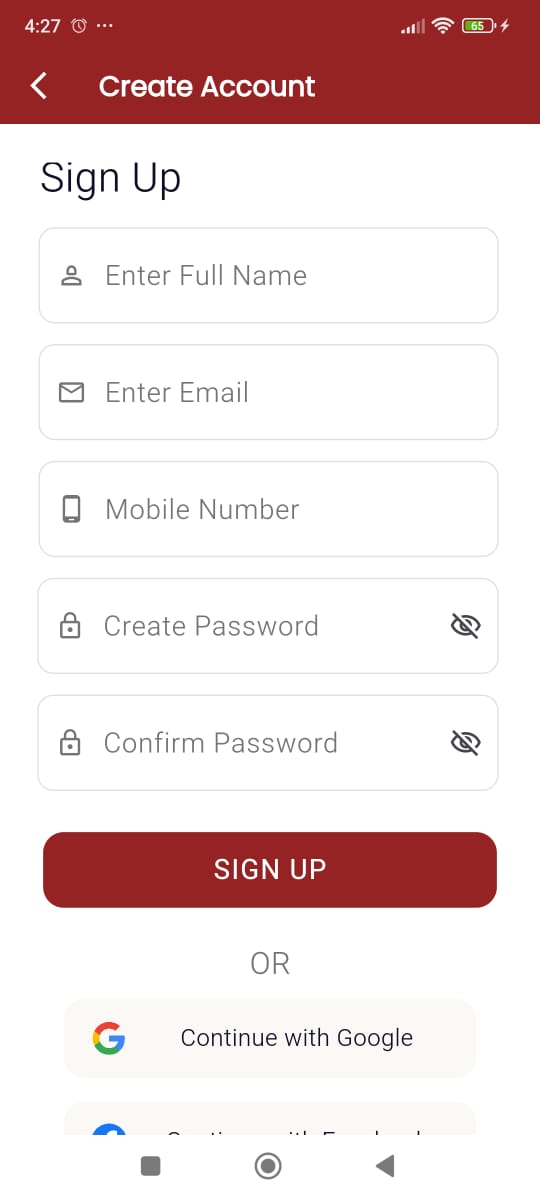 4:27
65
Create Account
Sign Up
Enter Full Name
Enter Email
Mobile Number
Create Password
Confirm Password
SIGN UP
OR
Continue with Google